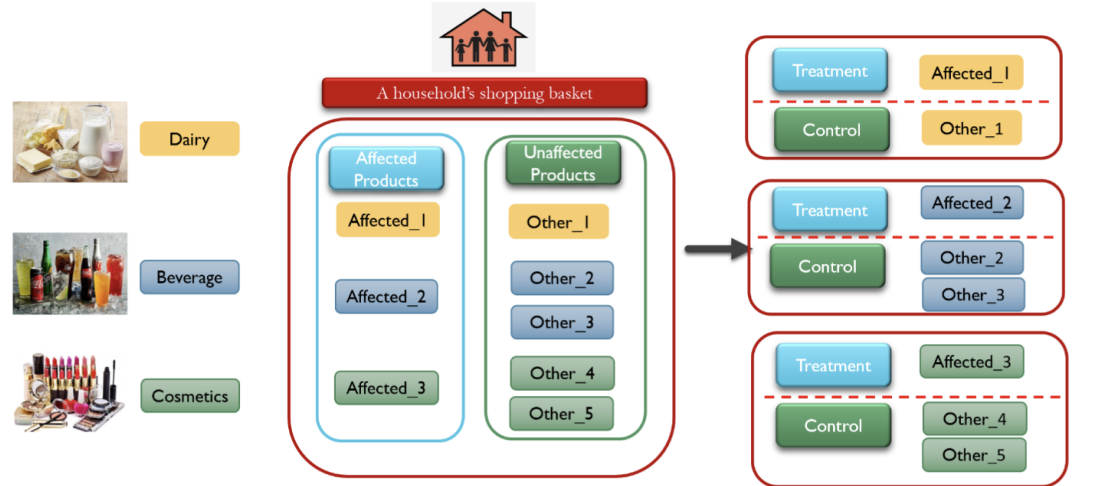 A household's shopping basket
Dairy
Beverage
Cosmetics
Affected
Products
Affected_1
Affected_2
Affected_3
Unaffected
Products
Other_1
Other_2
Other_3
Other_4
Other_5
Treatment
Affected_1
Control
Other_1
Treatment
Affected_2
Control
Other_2
Other_3
Treatment
Affected_3
Control
Other_4
Other_5